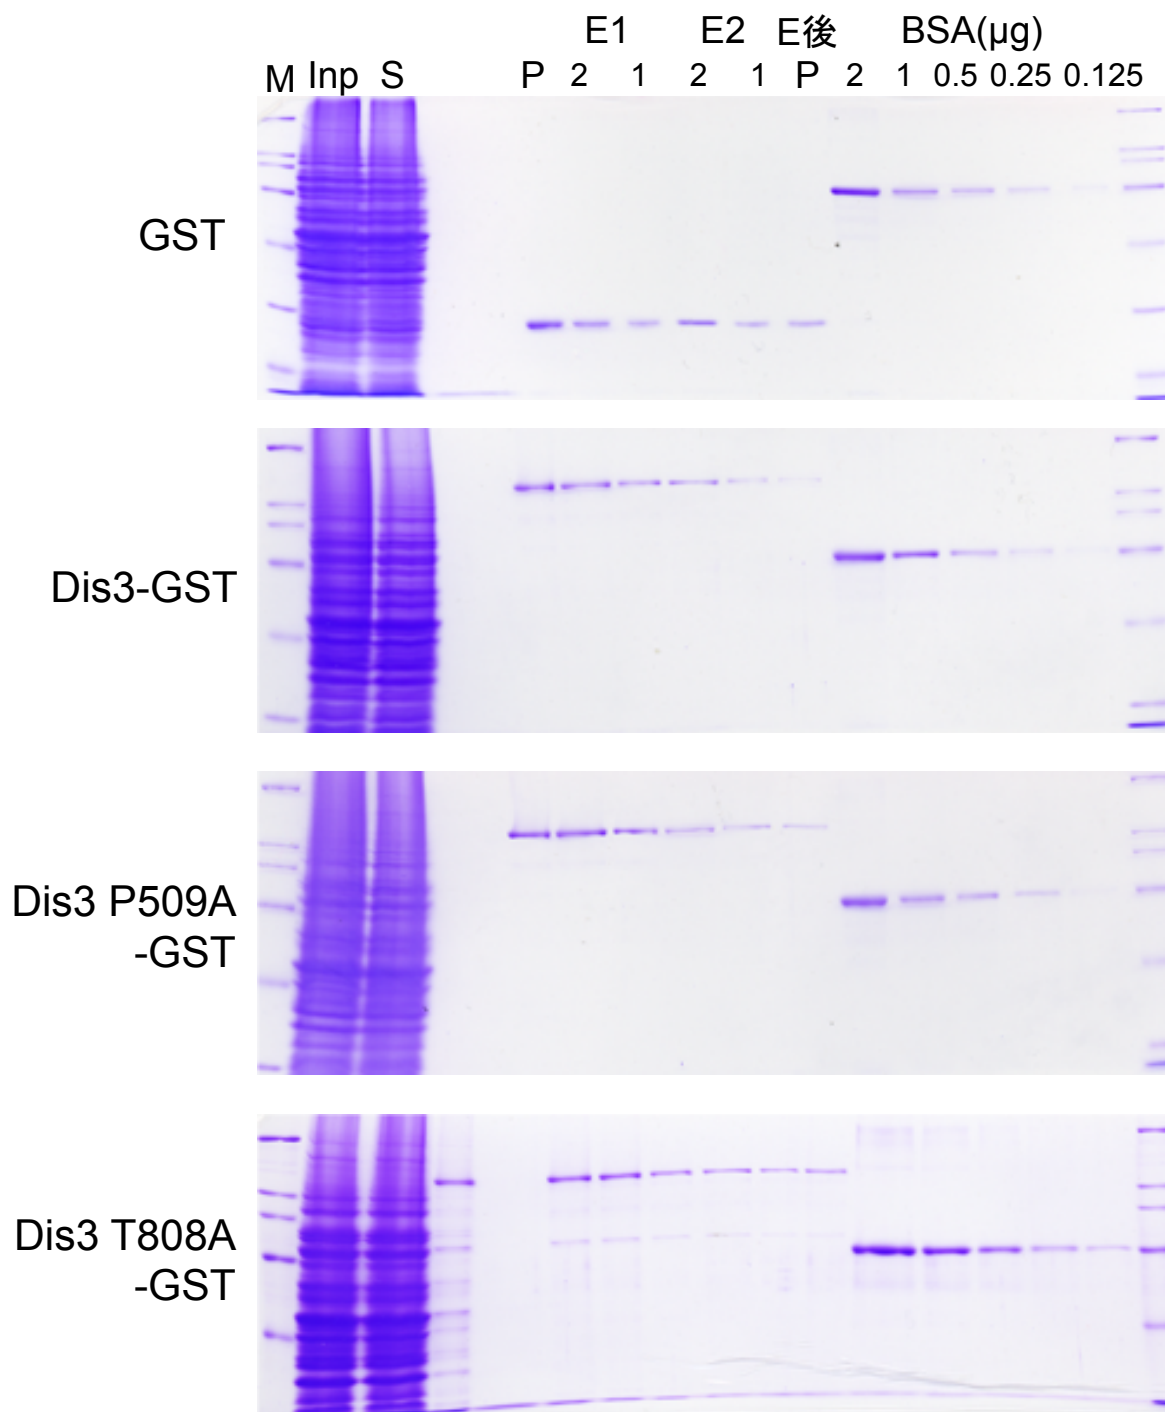 E1 E2 E後 BSA(μg)
M Inp S P 2 1 2 1 P 2 1 0.5 0.25 0.125
GST
Dis3-GST
Dis3 P509A
-GST
Dis3 T808A
-GST